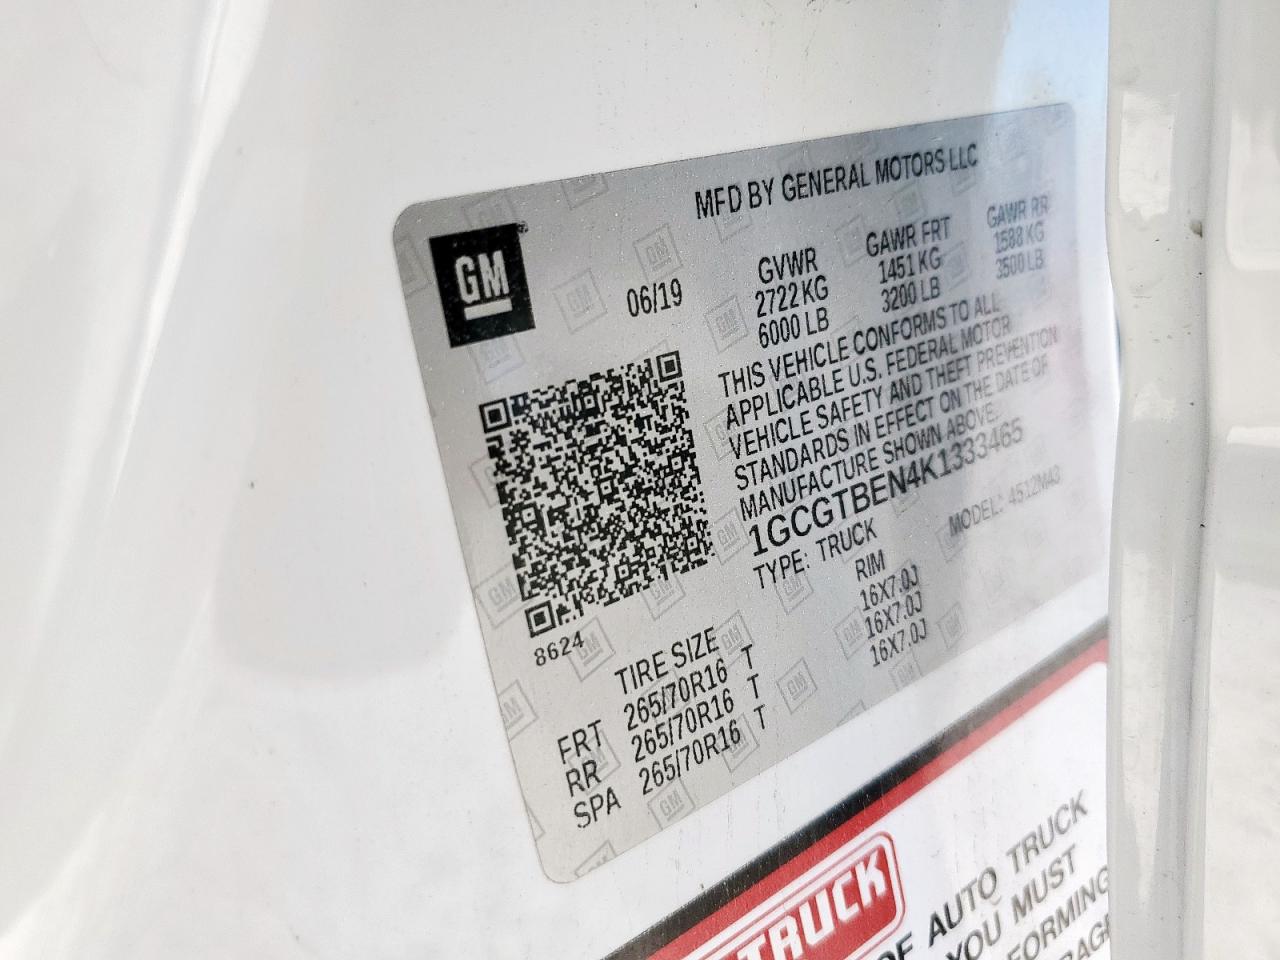 MFD BY GENERAL MOTORS LLC
GM
06/19
GVWR GAWR FRT GAWR RR
2722 KG 1451 KG 1588 KG
6000 LB 3200 LB 3500 LB
THIS VEHICLE CONFORMS TO ALL
APPLICABLE U.S. FEDERAL MOTOR
VEHICLE SAFETY AND THEFT PREVENTION
STANDARDS IN EFFECT ON THE DATE OF
MANUFACTURE SHOWN ABOVE.
1GCGTBEN4K1333465
TYPE: TRUCK MODEL: 4512M43
8624
TIRE SIZE RIM
FRT 265/70R16 T 16X7.0J
RR 265/70R16 T 16X7.0J
SPA 265/70R16 T 16X7.0J
TRUCK
OF AUTO TRUCK
YOU MUST
FORMING